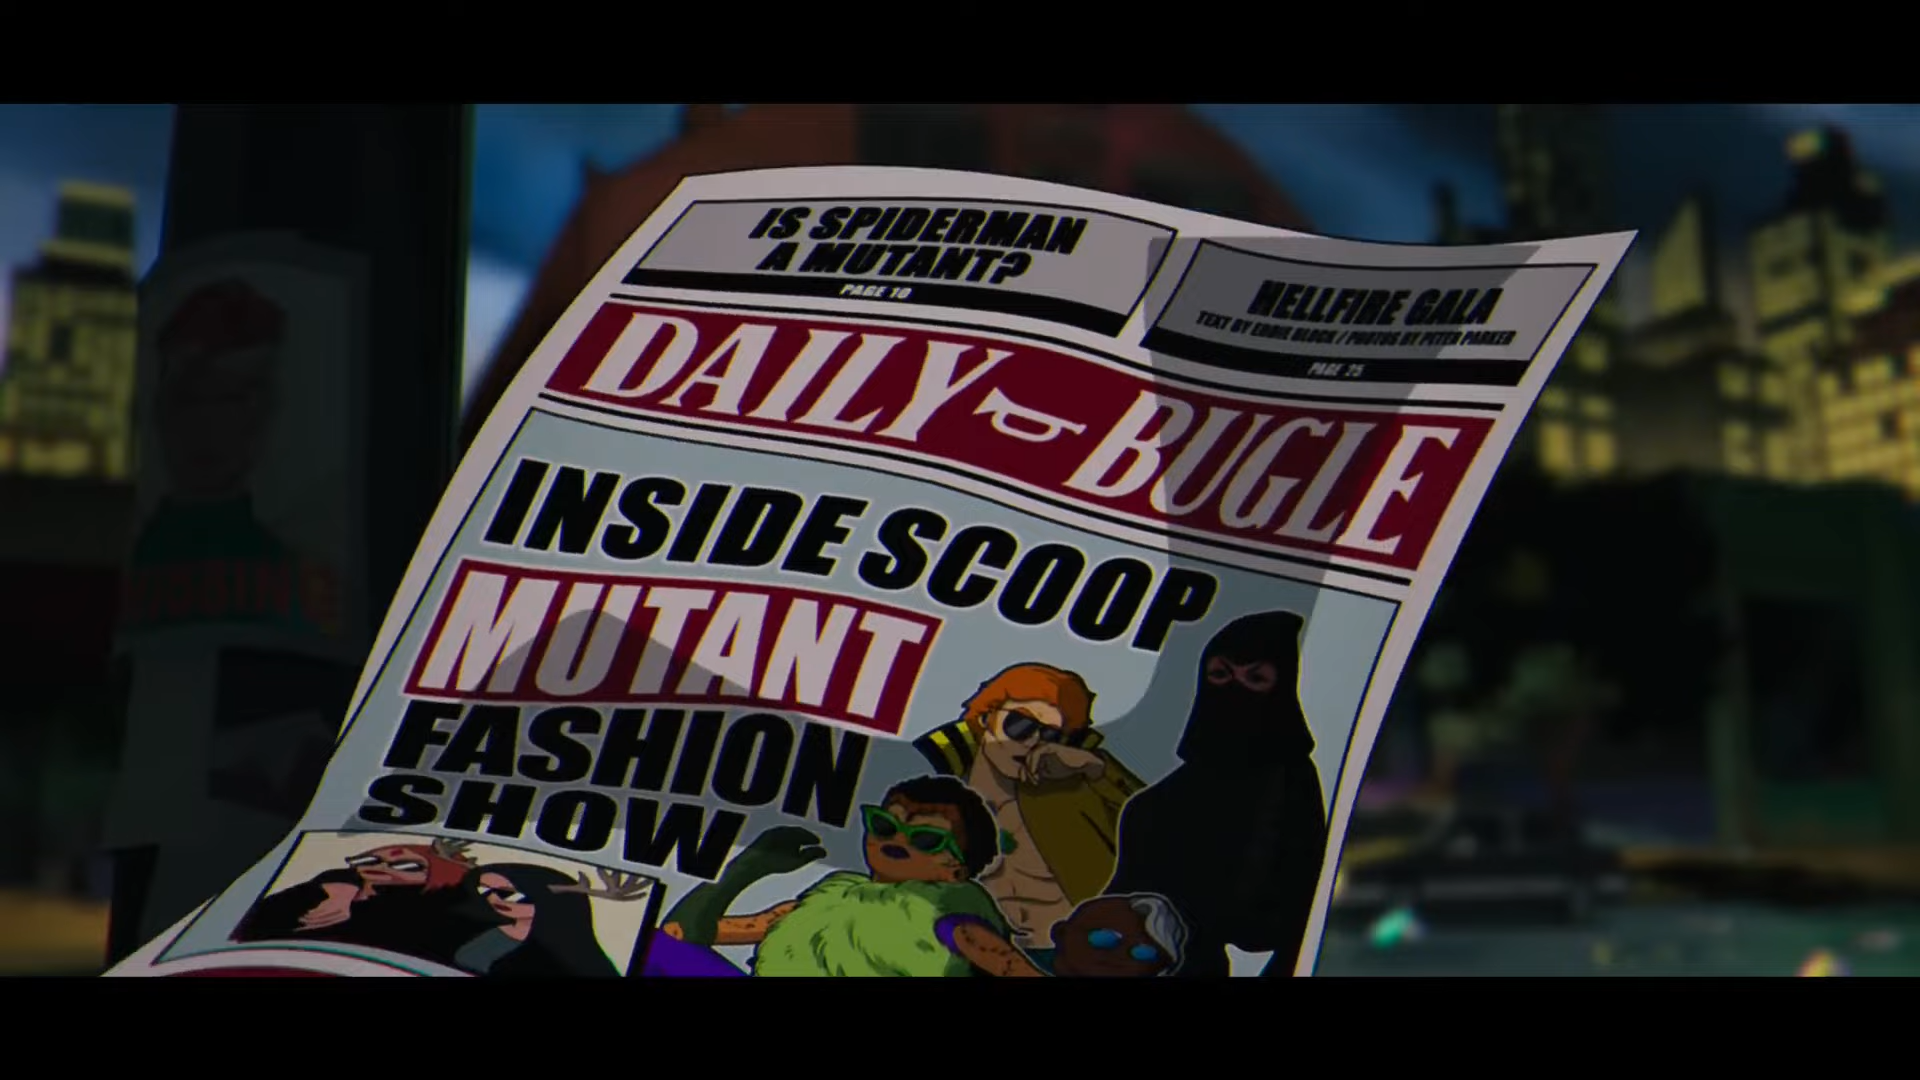 IS SPIDERMAN
A MUTANT?
PAGE 10
HELLFIRE GALA
TEXT BY EDDIE BLOCK / PHOTOS BY PETER PARKER
PAGE 25
DAILY BUGLE
INSIDE SCOOP
MUTANT
FASHION
SHOW